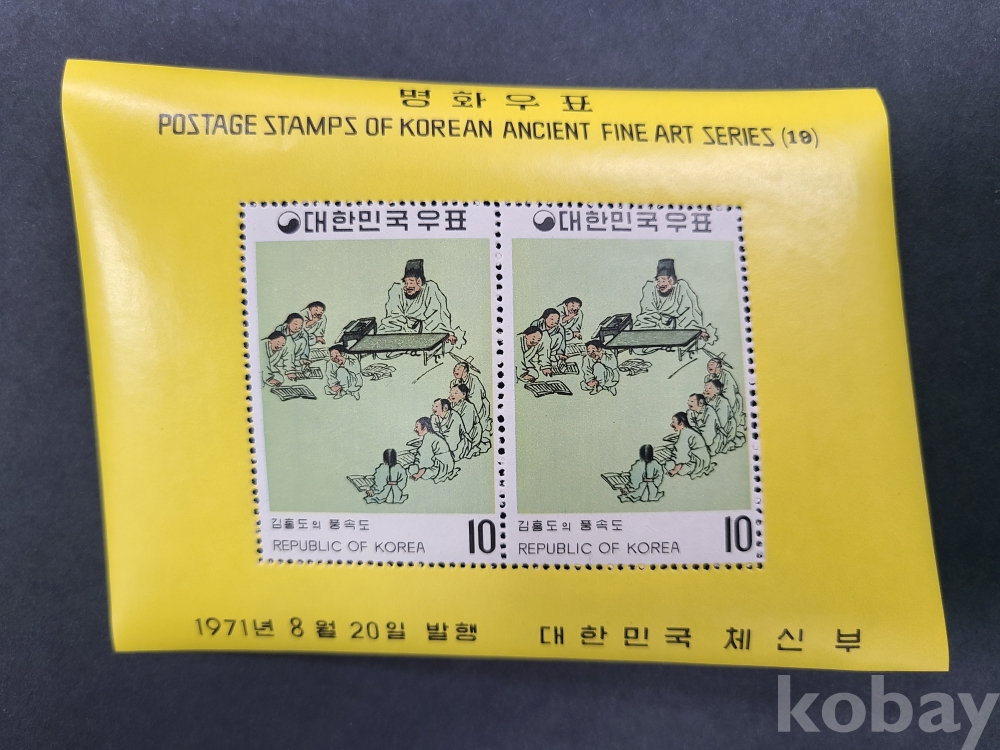 명화우표
POSTAGE STAMPS OF KOREAN ANCIENT FINE ART SERIES (19)
대한민국우표 대한민국우표
김홍도의 풍속도 10 김홍도의 풍속도 10
REPUBLIC OF KOREA REPUBLIC OF KOREA
1971년 8월 20일 발행 대한민국 체신부
kobay